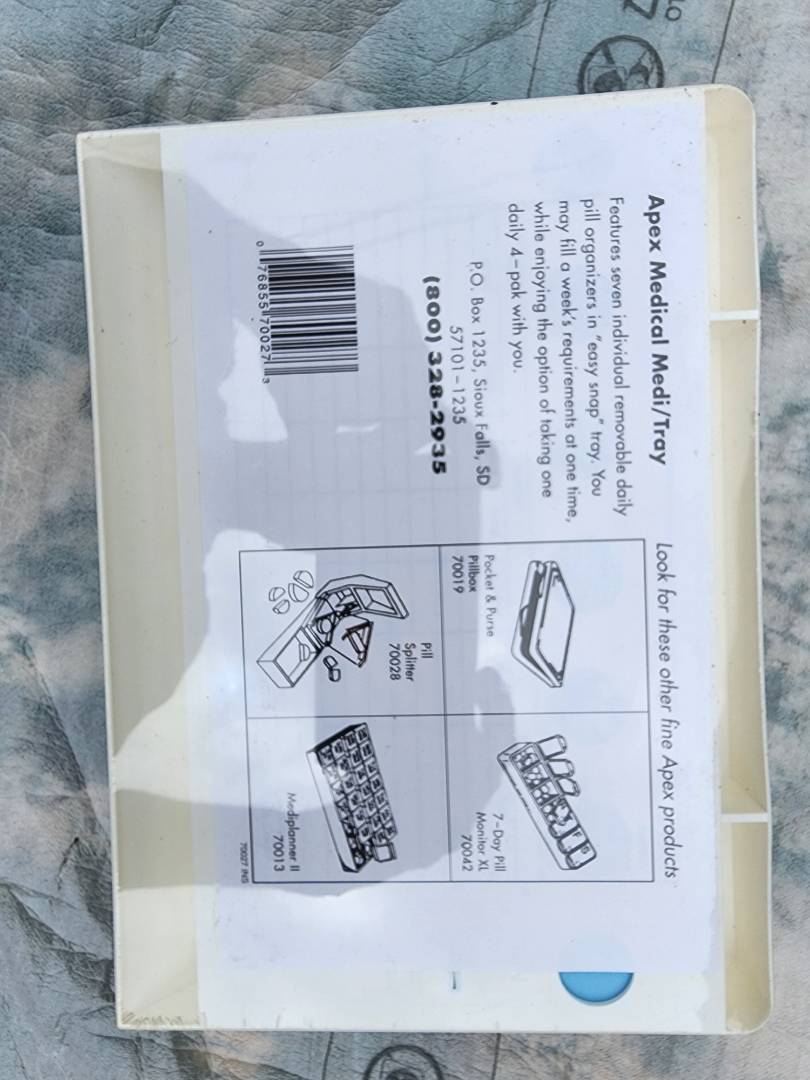 Apex Medical Medi/Tray
Features seven individual removable daily
pill organizers in "easy snap" tray. You
may fill a week's requirements at one time,
while enjoying the option of taking one
daily 4-pak with you.
P.O. Box 1235, Sioux Falls, SD
57101-1235
(800) 328-2935
0 76855 70027 3
Look for these other fine Apex products
Pocket & Purse
Pillbox
70019
7-Day Pill
Monitor XL
70042
Pill
Splitter
70028
Mediplanner II
70013
70027 INS